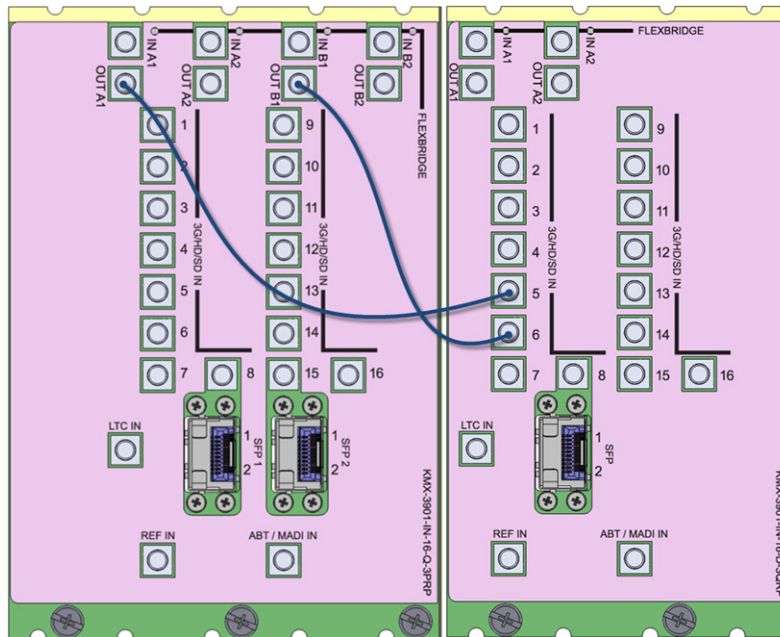 IN A1
IN A2
IN B1
IN B2
OUT A1
OUT A2
OUT B1
OUT B2
FLEXBRIDGE
1
2
3
4
5
6
7
8
3G/HD/SD IN
9
10
11
12
13
14
15
16
3G/HD/SD IN
LTC IN
SFP 1
1
2
SFP 2
1
2
REF IN
ABT / MADI IN
KMX-3901-IN-16-Q-3PRP
IN A1
IN A2
FLEXBRIDGE
OUT A1
OUT A2
1
2
3
4
5
6
7
8
3G/HD/SD IN
9
10
11
12
13
14
15
16
3G/HD/SD IN
LTC IN
SFP
1
2
REF IN
ABT / MADI IN